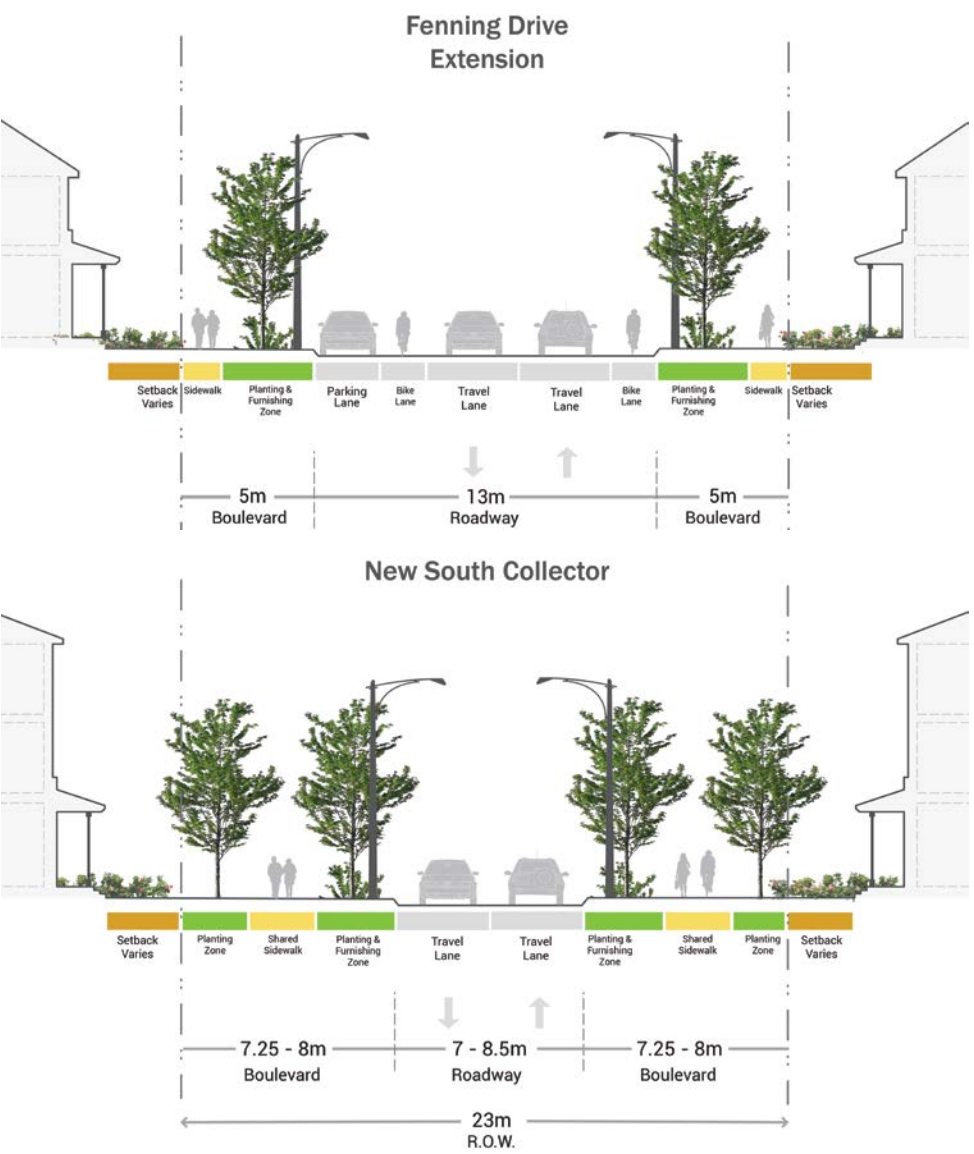 Fenning Drive
Extension
Setback
Varies
Sidewalk
Planting &
Furnishing
Zone
Parking
Lane
Bike
Lane
Travel
Lane
Travel
Lane
Bike
Lane
Planting &
Furnishing
Zone
Sidewalk
Setback
Varies
5m
Boulevard
13m
Roadway
5m
Boulevard
New South Collector
Setback
Varies
Planting
Zone
Shared
Sidewalk
Planting &
Furnishing
Zone
Travel
Lane
Travel
Lane
Planting &
Furnishing
Zone
Shared
Sidewalk
Planting
Zone
Setback
Varies
7.25 - 8m
Boulevard
7 - 8.5m
Roadway
7.25 - 8m
Boulevard
23m
R.O.W.